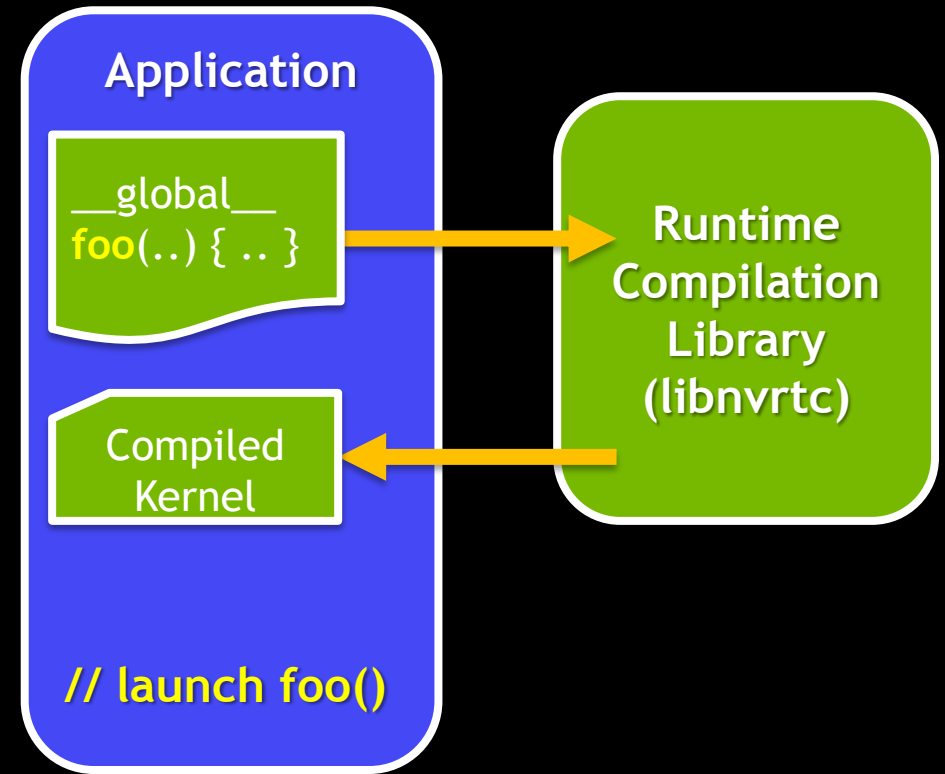 Application
__global__
foo(..) { .. }
Runtime
Compilation
Library
(libnvrtc)
Compiled
Kernel
// launch foo()